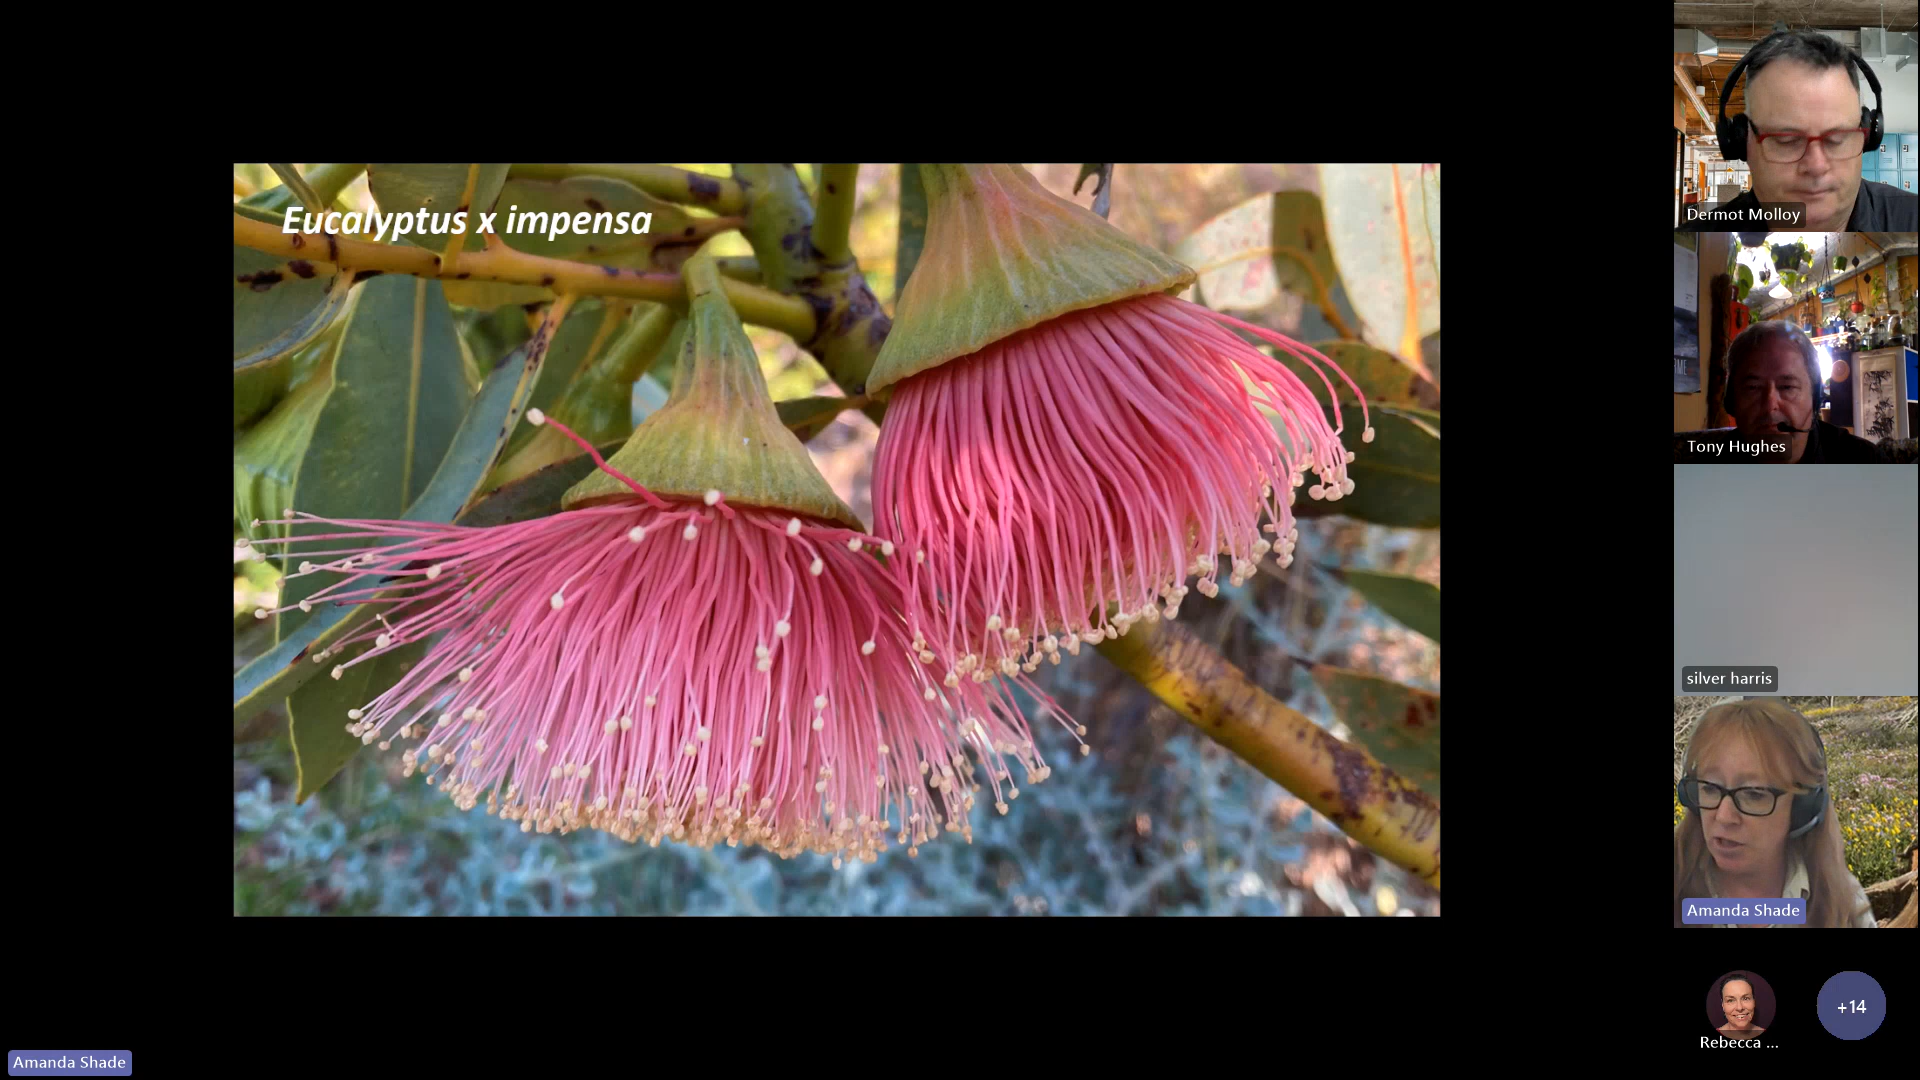 Eucalyptus x impensa
Dermot Molloy
Tony Hughes
silver harris
Amanda Shade
Rebecca ...
+14
Amanda Shade